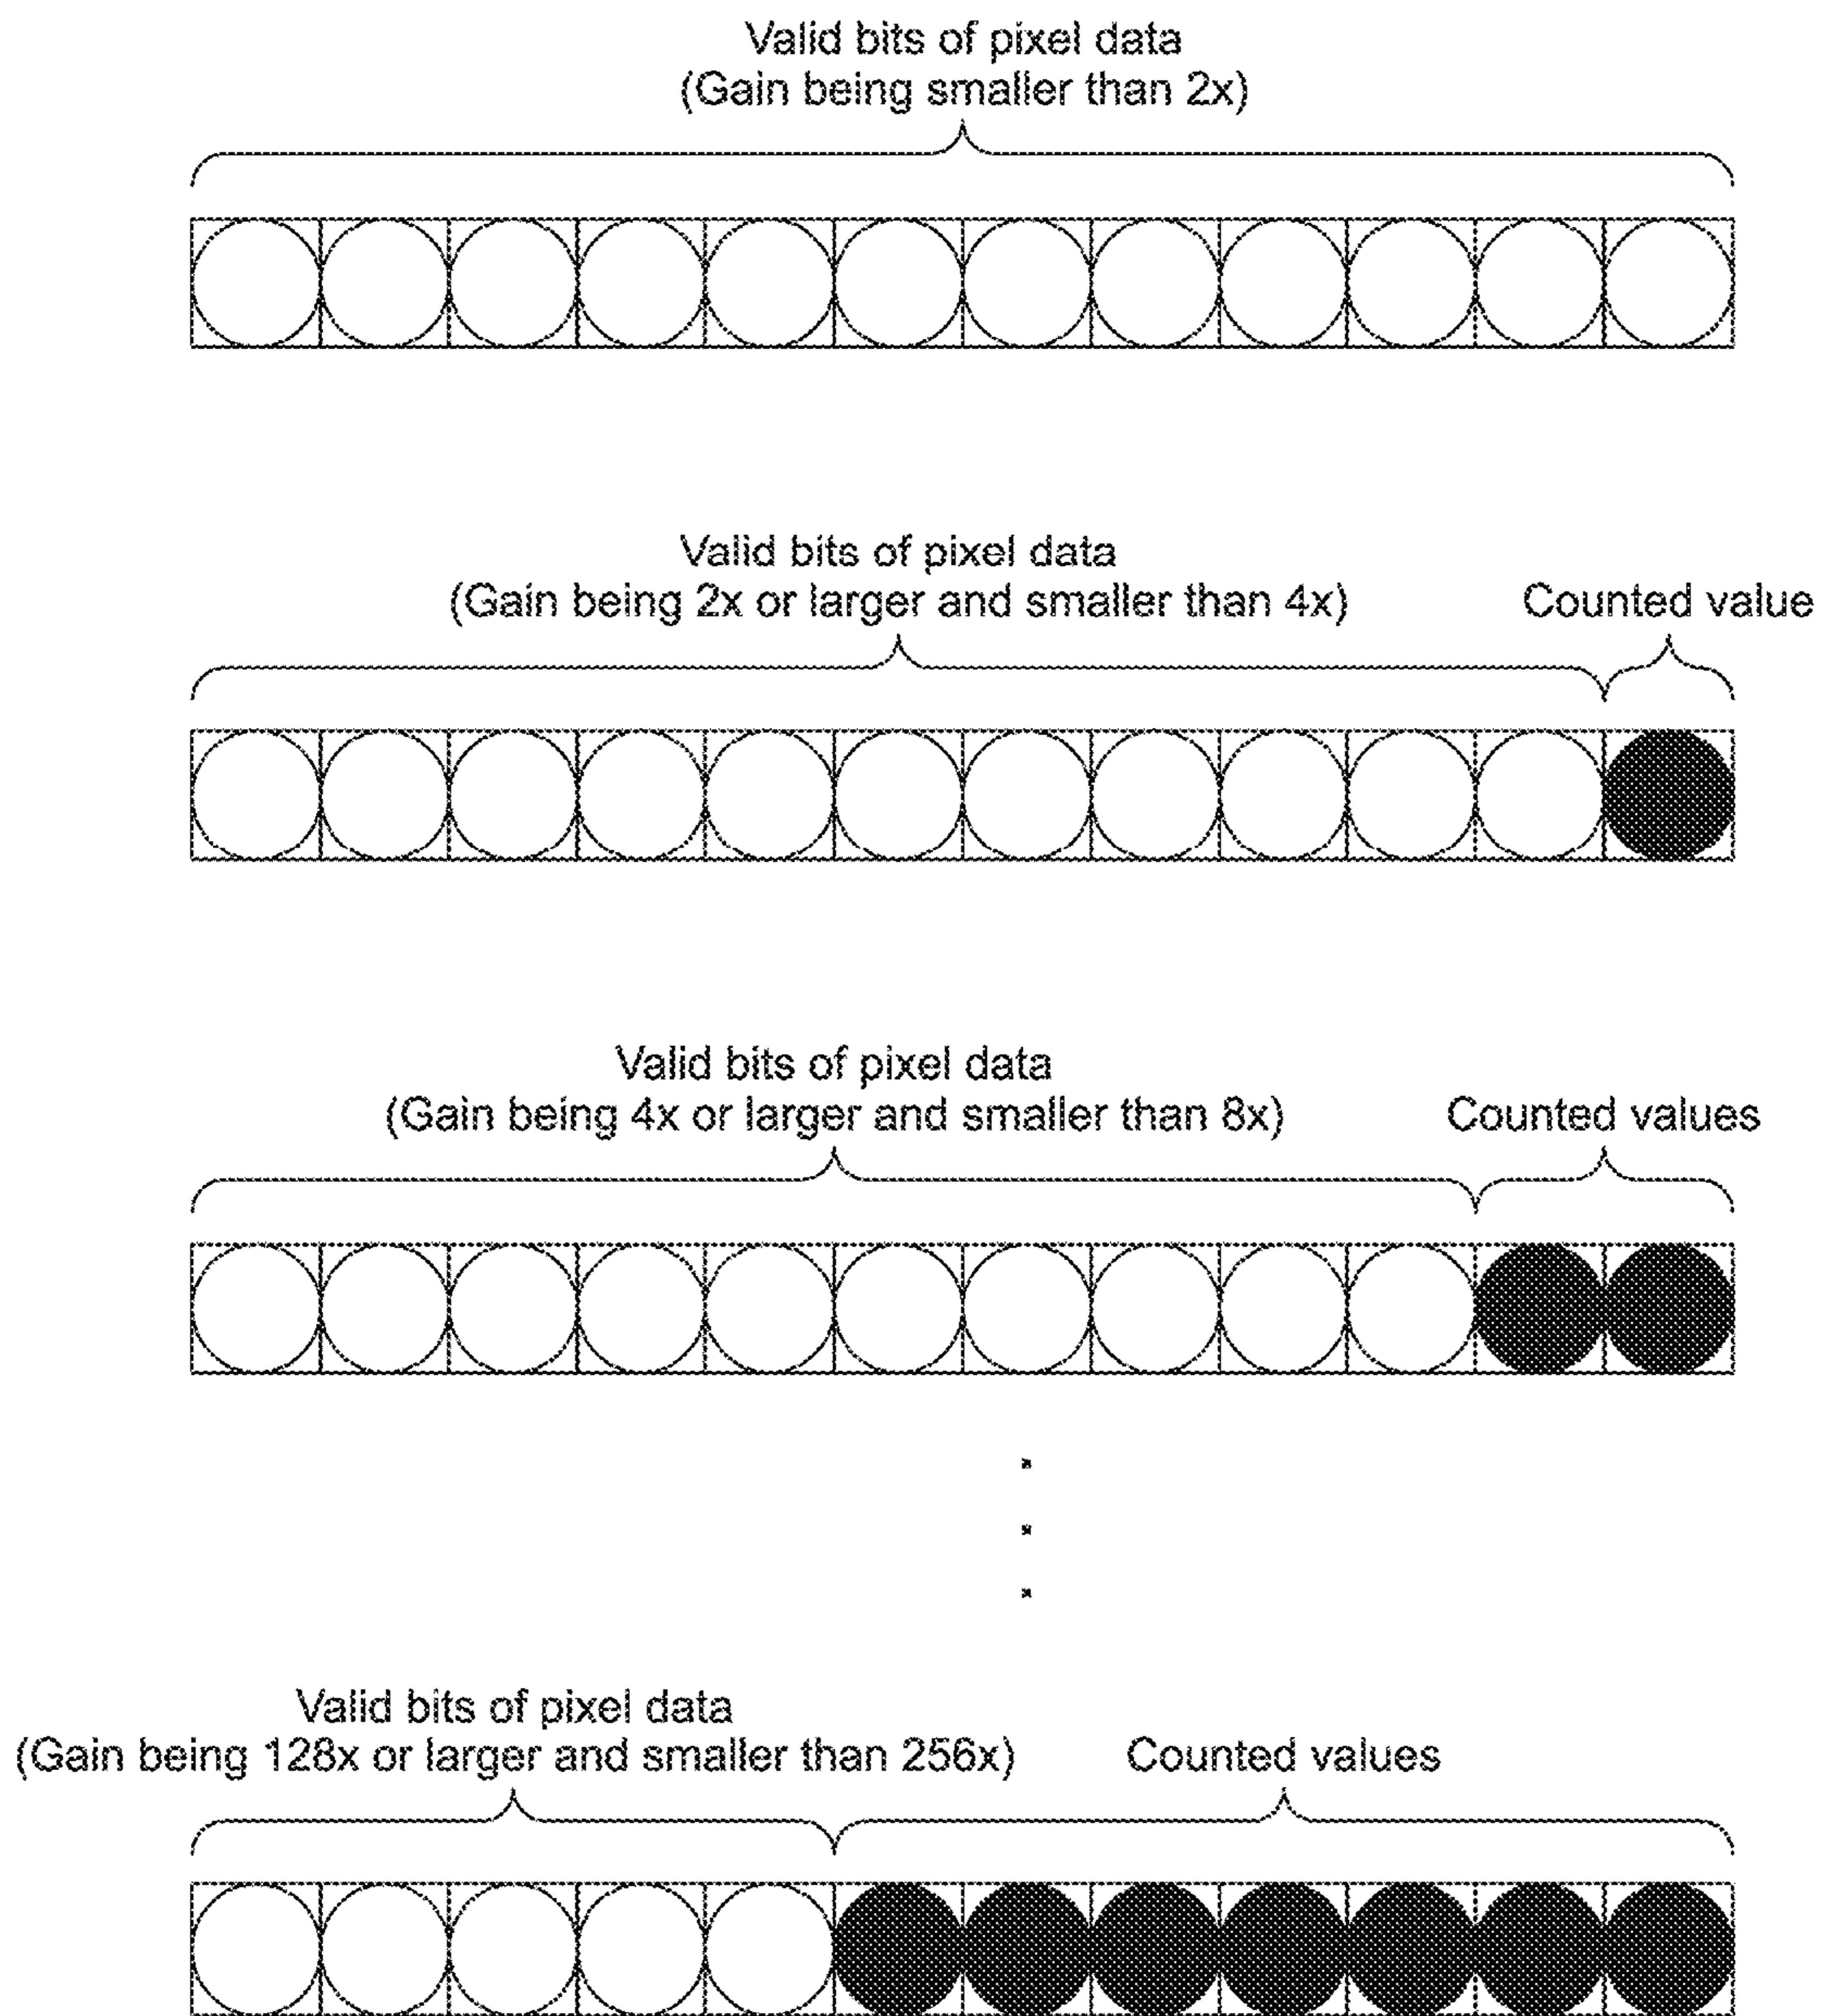 Valid bits of pixel data
(Gain being smaller than 2x)
Valid bits of pixel data
(Gain being 2x or larger and smaller than 4x)
Counted value
Valid bits of pixel data
(Gain being 4x or larger and smaller than 8x)
Counted values
Valid bits of pixel data
(Gain being 128x or larger and smaller than 256x)
Counted values